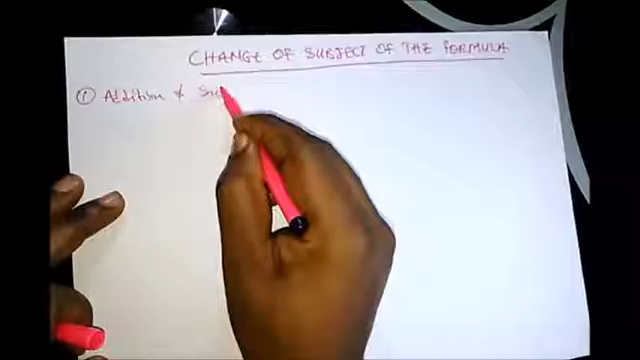 CHANGE OF SUBJECT OF THE FORMULA
① Addition &